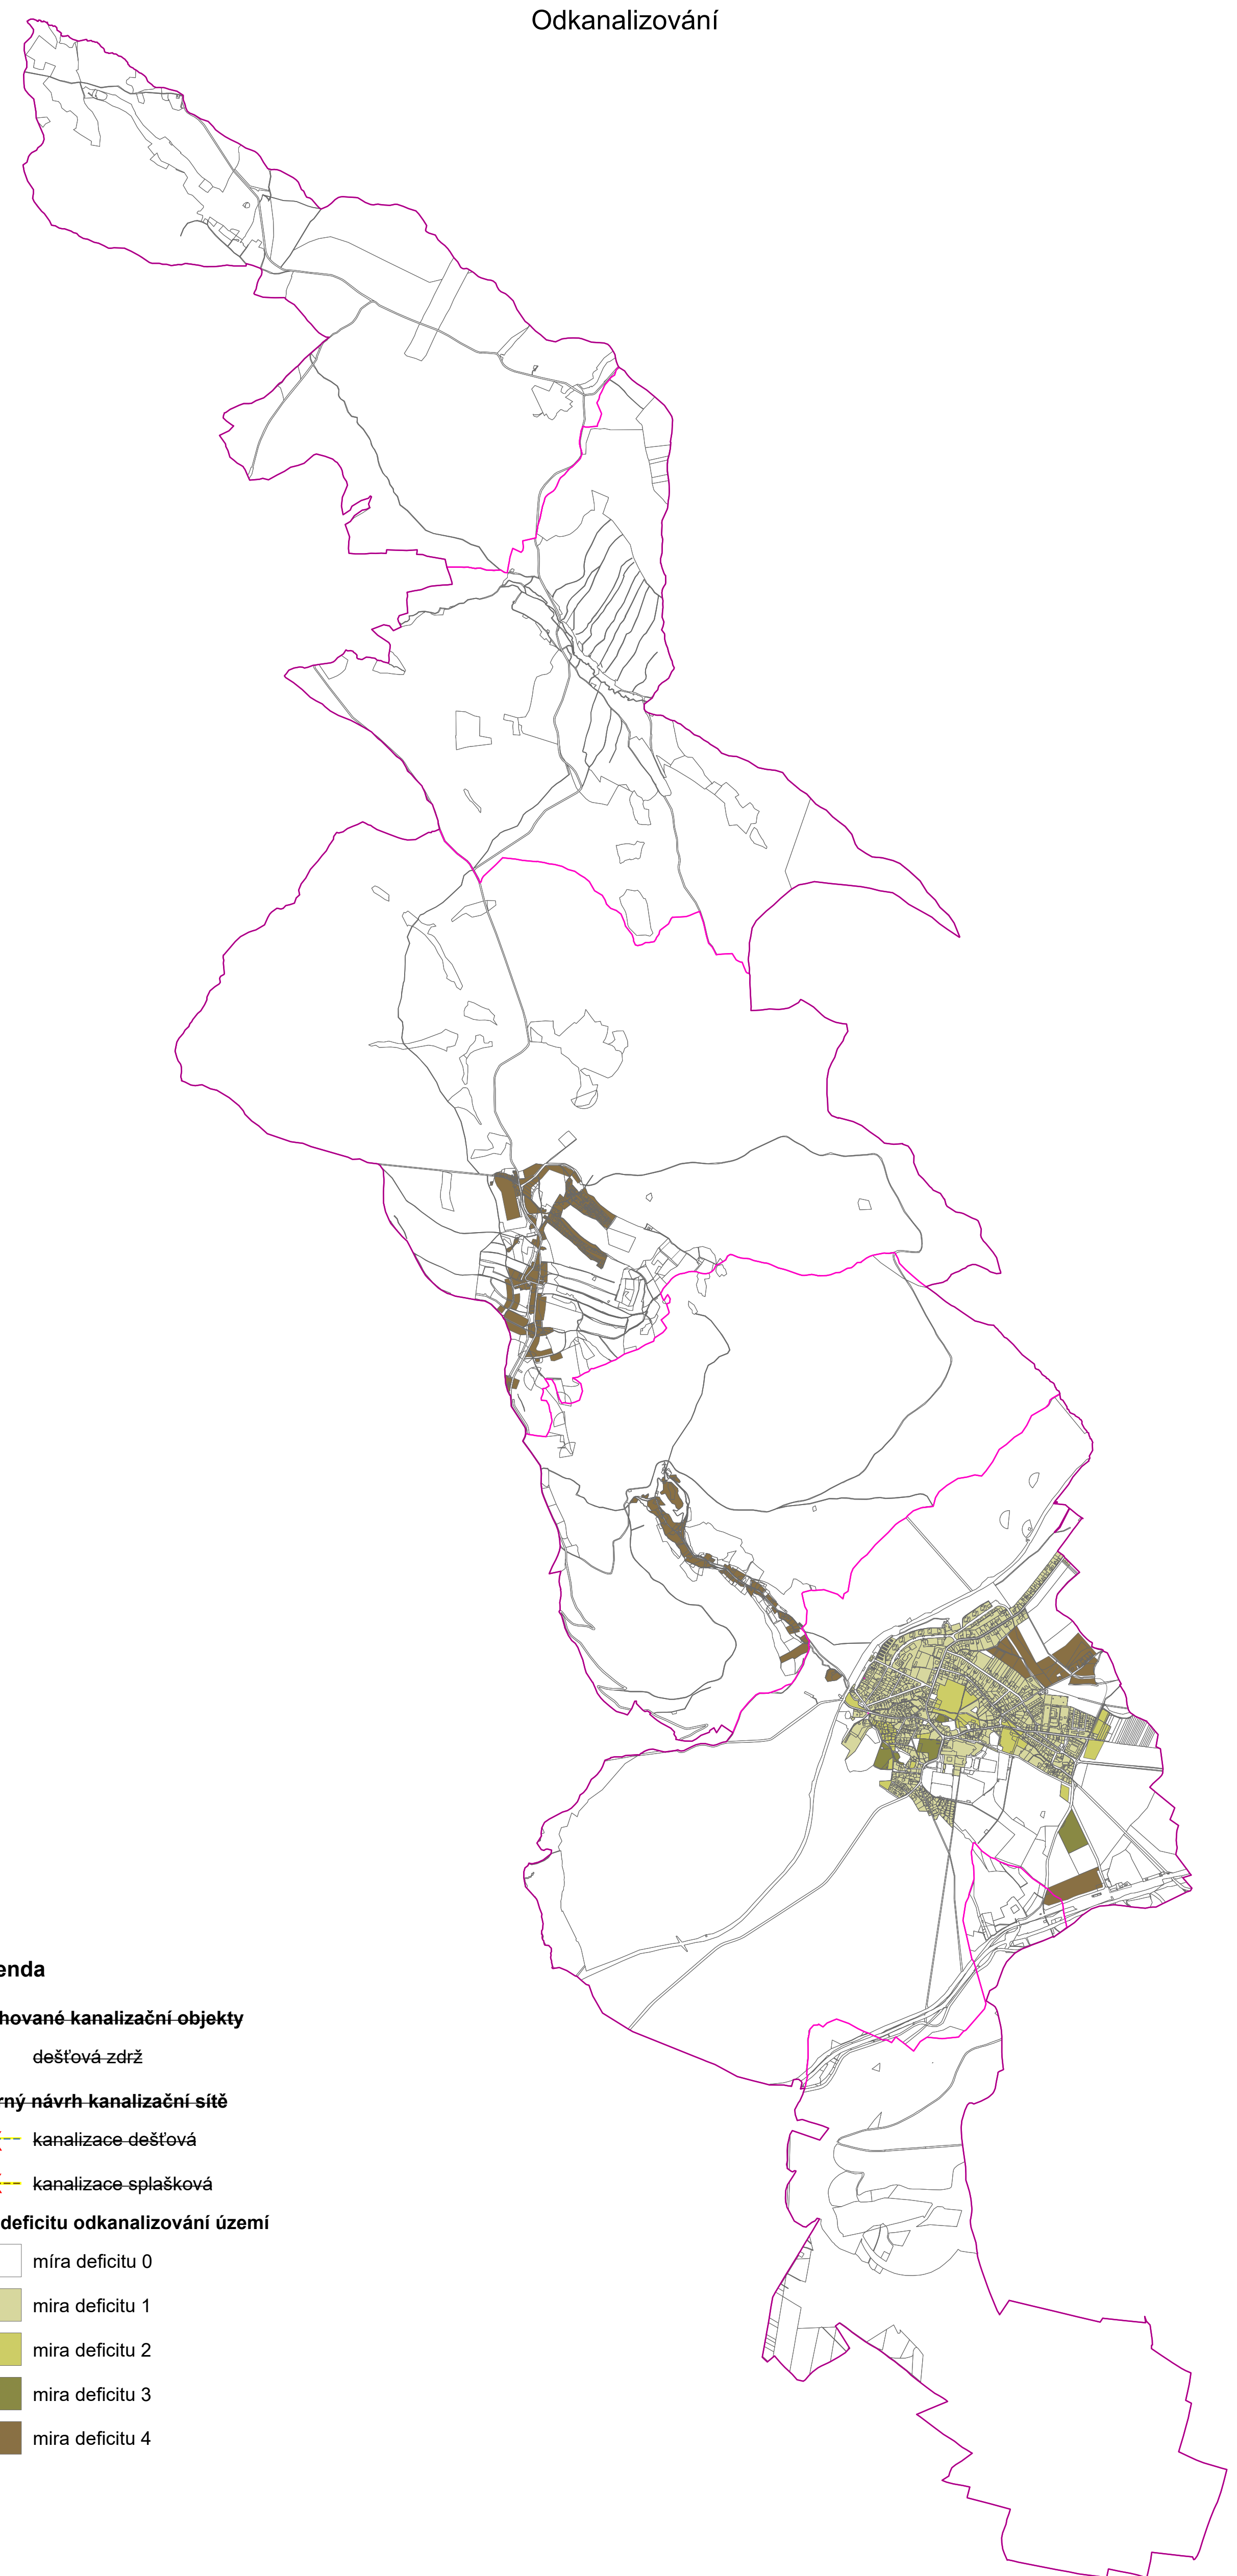 Odkanalizování
enda
hované kanalizační objekty
dešťová zdrž
rný návrh kanalizační sítě
kanalizace dešťová
kanalizace splašková
deficitu odkanalizování území
míra deficitu 0
mira deficitu 1
mira deficitu 2
mira deficitu 3
mira deficitu 4